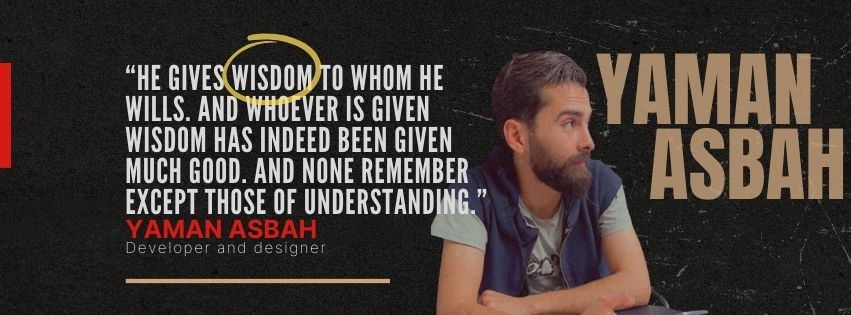 “HE GIVES WISDOM TO WHOM HE
WILLS. AND WHOEVER IS GIVEN
WISDOM HAS INDEED BEEN GIVEN
MUCH GOOD. AND NONE REMEMBER
EXCEPT THOSE OF UNDERSTANDING.”
YAMAN ASBAH
Developer and designer
YAMAN
ASBAH